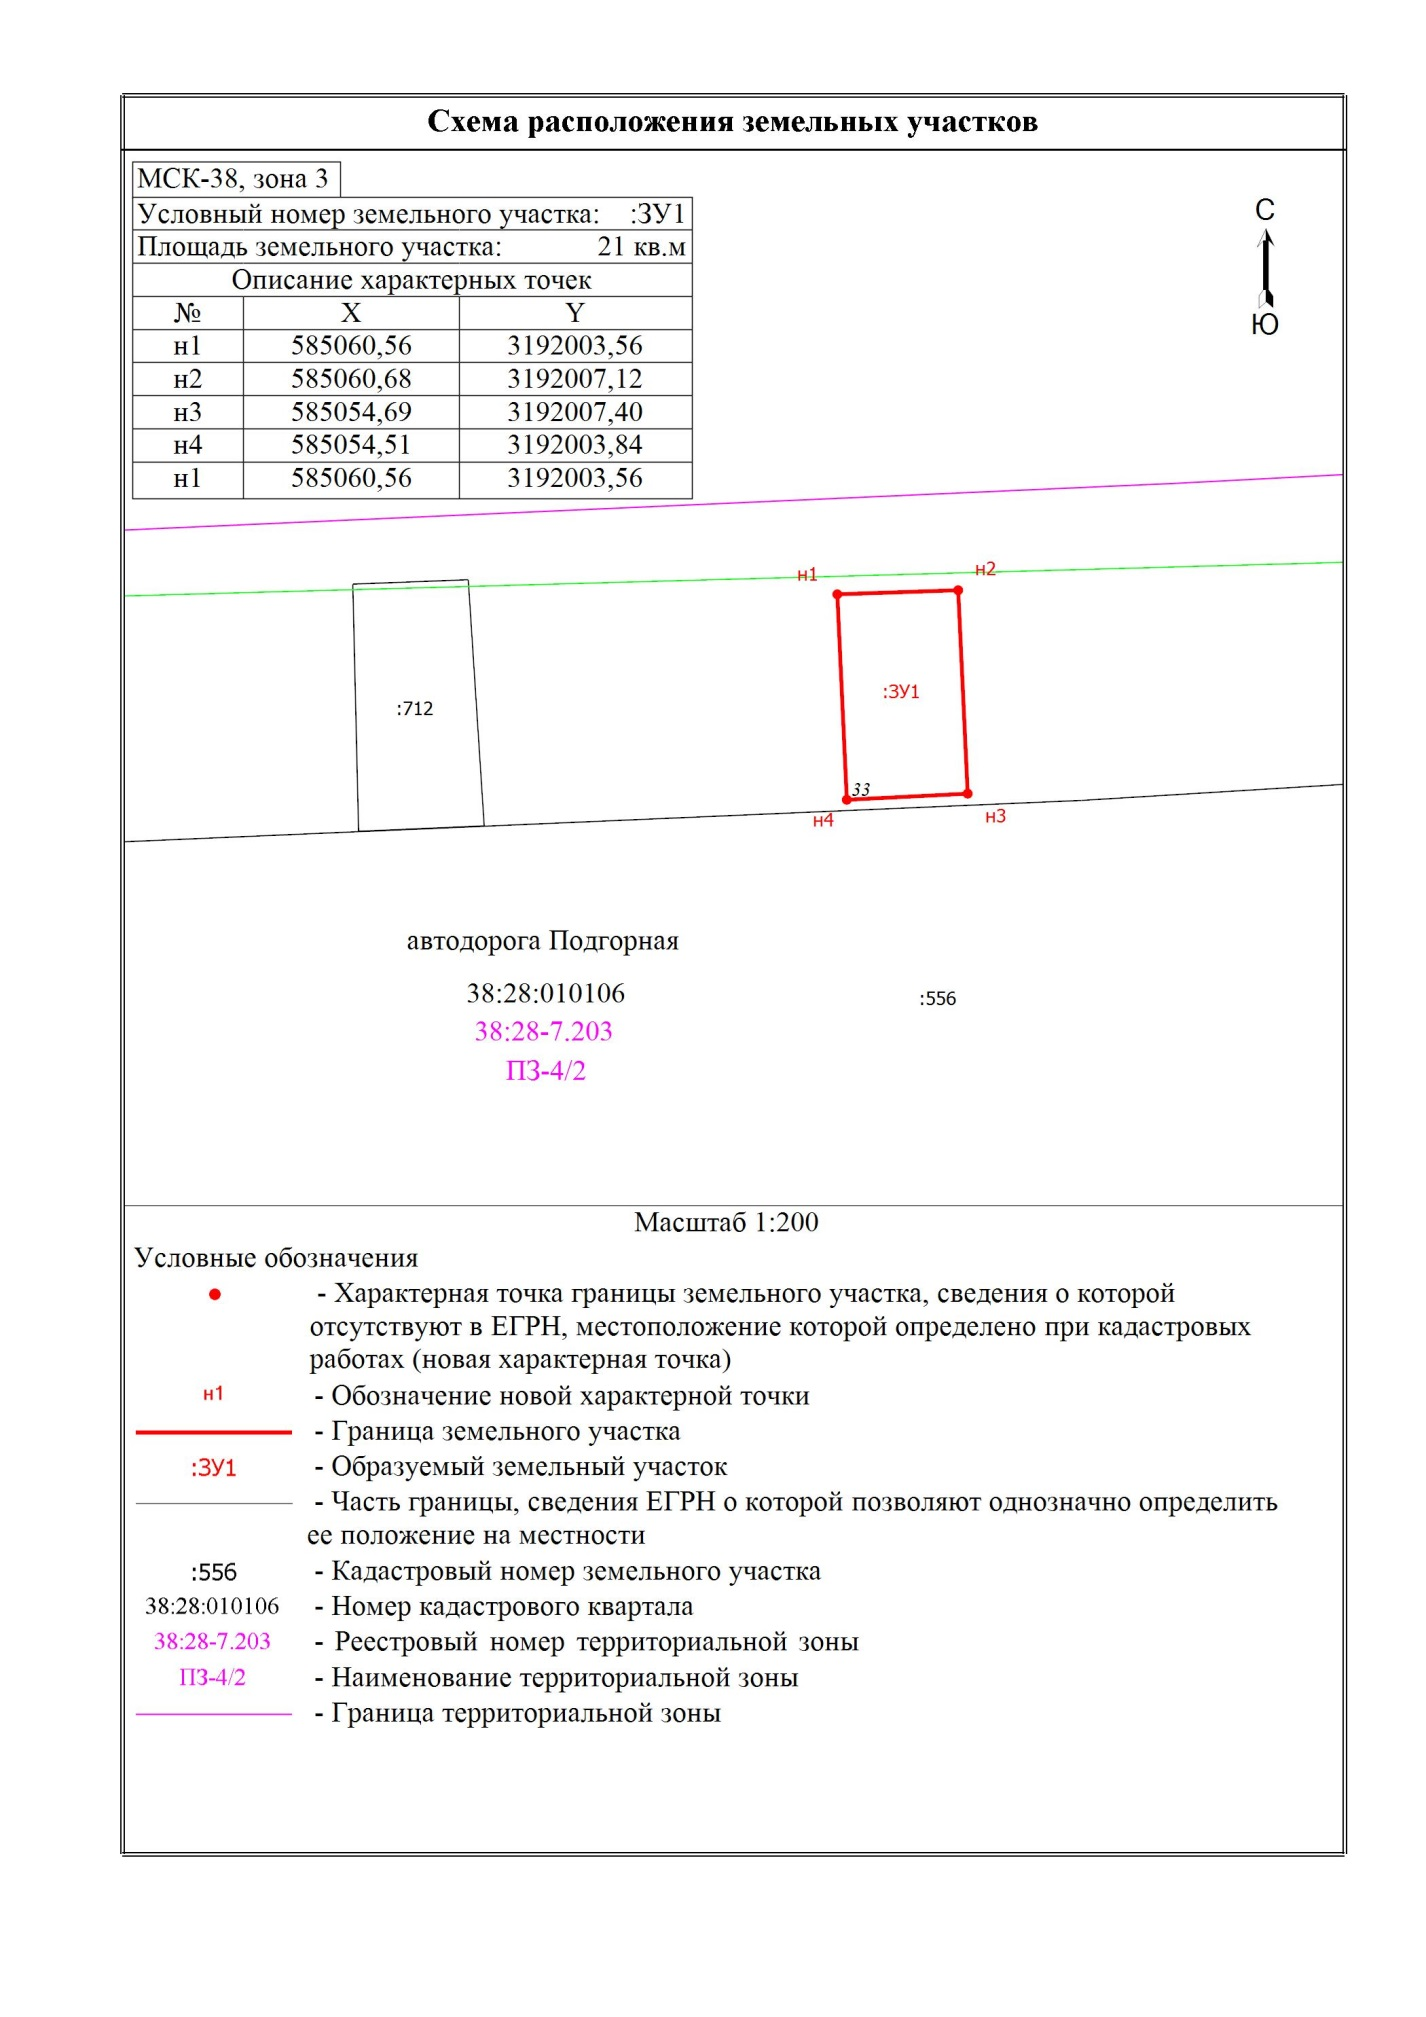 Схема расположения земельных участков
МСК-38, зона 3
Условный номер земельного участка: :ЗУ1
Площадь земельного участка: 21 кв.м
Описание характерных точек
№ X Y
н1 585060,56 3192003,56
н2 585060,68 3192007,12
н3 585054,69 3192007,40
н4 585054,51 3192003,84
н1 585060,56 3192003,56
С
Ю
н1
н2
:ЗУ1
:712
33
н4
н3
автодорога Подгорная
38:28:010106
:556
38:28-7.203
ПЗ-4/2
Масштаб 1:200
Условные обозначения
- Характерная точка границы земельного участка, сведения о которой
отсутствуют в ЕГРН, местоположение которой определено при кадастровых
работах (новая характерная точка)
н1 - Обозначение новой характерной точки
- Граница земельного участка
:ЗУ1 - Образуемый земельный участок
- Часть границы, сведения ЕГРН о которой позволяют однозначно определить
ее положение на местности
:556 - Кадастровый номер земельного участка
38:28:010106 - Номер кадастрового квартала
38:28-7.203 - Реестровый номер территориальной зоны
ПЗ-4/2 - Наименование территориальной зоны
- Граница территориальной зоны